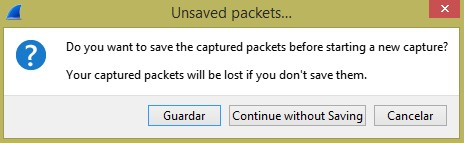 Unsaved packets...
Do you want to save the captured packets before starting a new capture?
Your captured packets will be lost if you don't save them.
Guardar Continue without Saving Cancelar